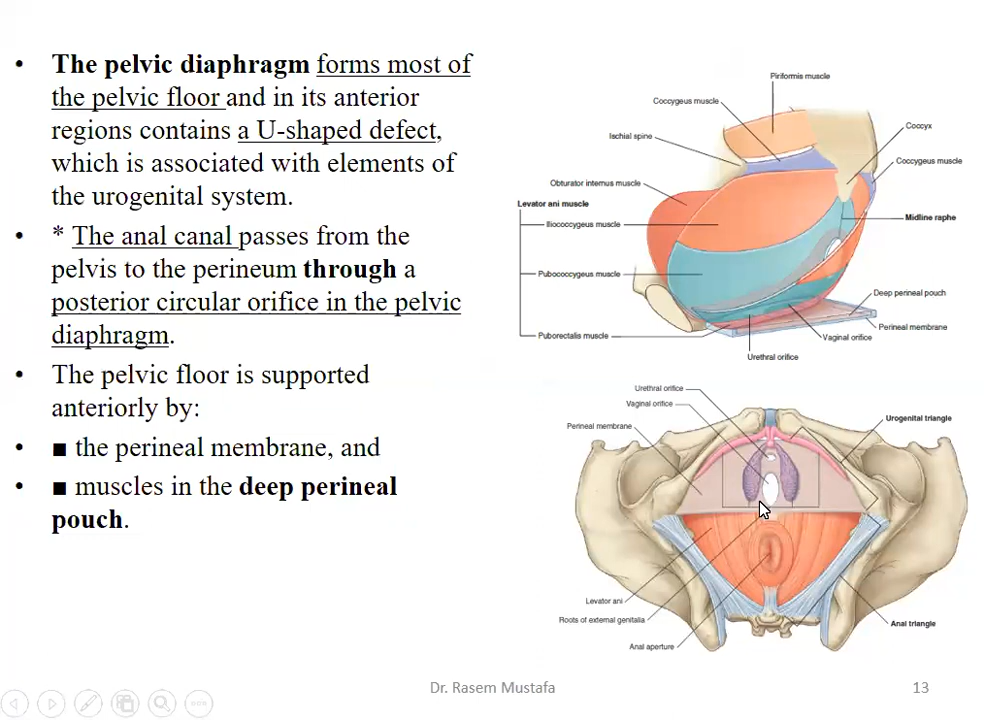 • The pelvic diaphragm forms most of
the pelvic floor and in its anterior
regions contains a U-shaped defect,
which is associated with elements of
the urogenital system.
• * The anal canal passes from the
pelvis to the perineum through a
posterior circular orifice in the pelvic
diaphragm.
• The pelvic floor is supported
anteriorly by:
• ■ the perineal membrane, and
• ■ muscles in the deep perineal
pouch.
Piriformis muscle
Coccygeus muscle
Ischial spine
Coccyx
Coccygeus muscle
Obturator internus muscle
Levator ani muscle
Iliococcygeus muscle
Midline raphe
Pubococcygeus muscle
Deep perineal pouch
Perineal membrane
Puborectalis muscle
Vaginal orifice
Urethral orifice
Urethral orifice
Vaginal orifice
Perineal membrane
Urogenital triangle
Levator ani
Roots of external genitalia
Anal aperture
Anal triangle
Dr. Rasem Mustafa
13